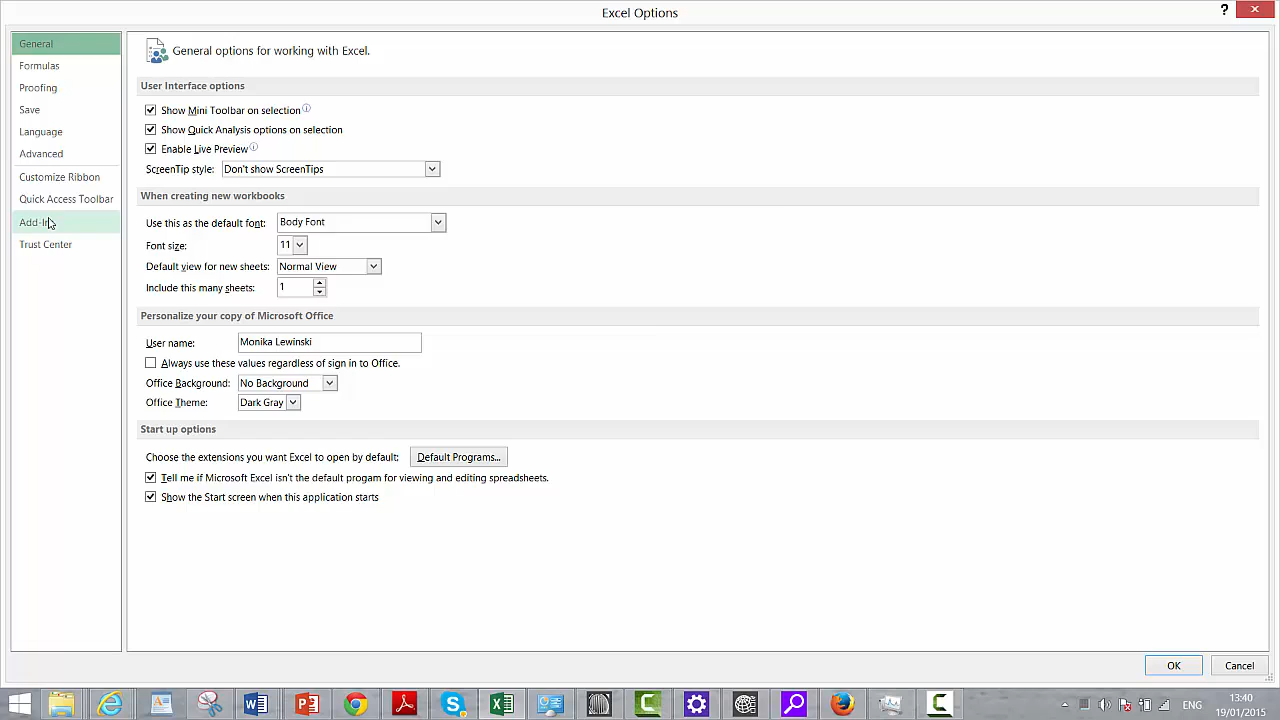 Excel Options
?
General
Formulas
Proofing
Save
Language
Advanced
Customize Ribbon
Quick Access Toolbar
Trust Center
General options for working with Excel.
User Interface options
Show Mini Toolbar on selection
Show Quick Analysis options on selection
Enable Live Preview
ScreenTip style: Don't show ScreenTips
When creating new workbooks
Use this as the default font: Body Font
Font size: 11
Default view for new sheets: Normal View
Include this many sheets: 1
Personalize your copy of Microsoft Office
User name: Monika Lewinski
Always use these values regardless of sign in to Office.
Office Background: No Background
Office Theme: Dark Gray
Start up options
Choose the extensions you want Excel to open by default: Default Programs...
Tell me if Microsoft Excel isn't the default progam for viewing and editing spreadsheets.
Show the Start screen when this application starts
OK Cancel
ENG
13:40
19/01/2015